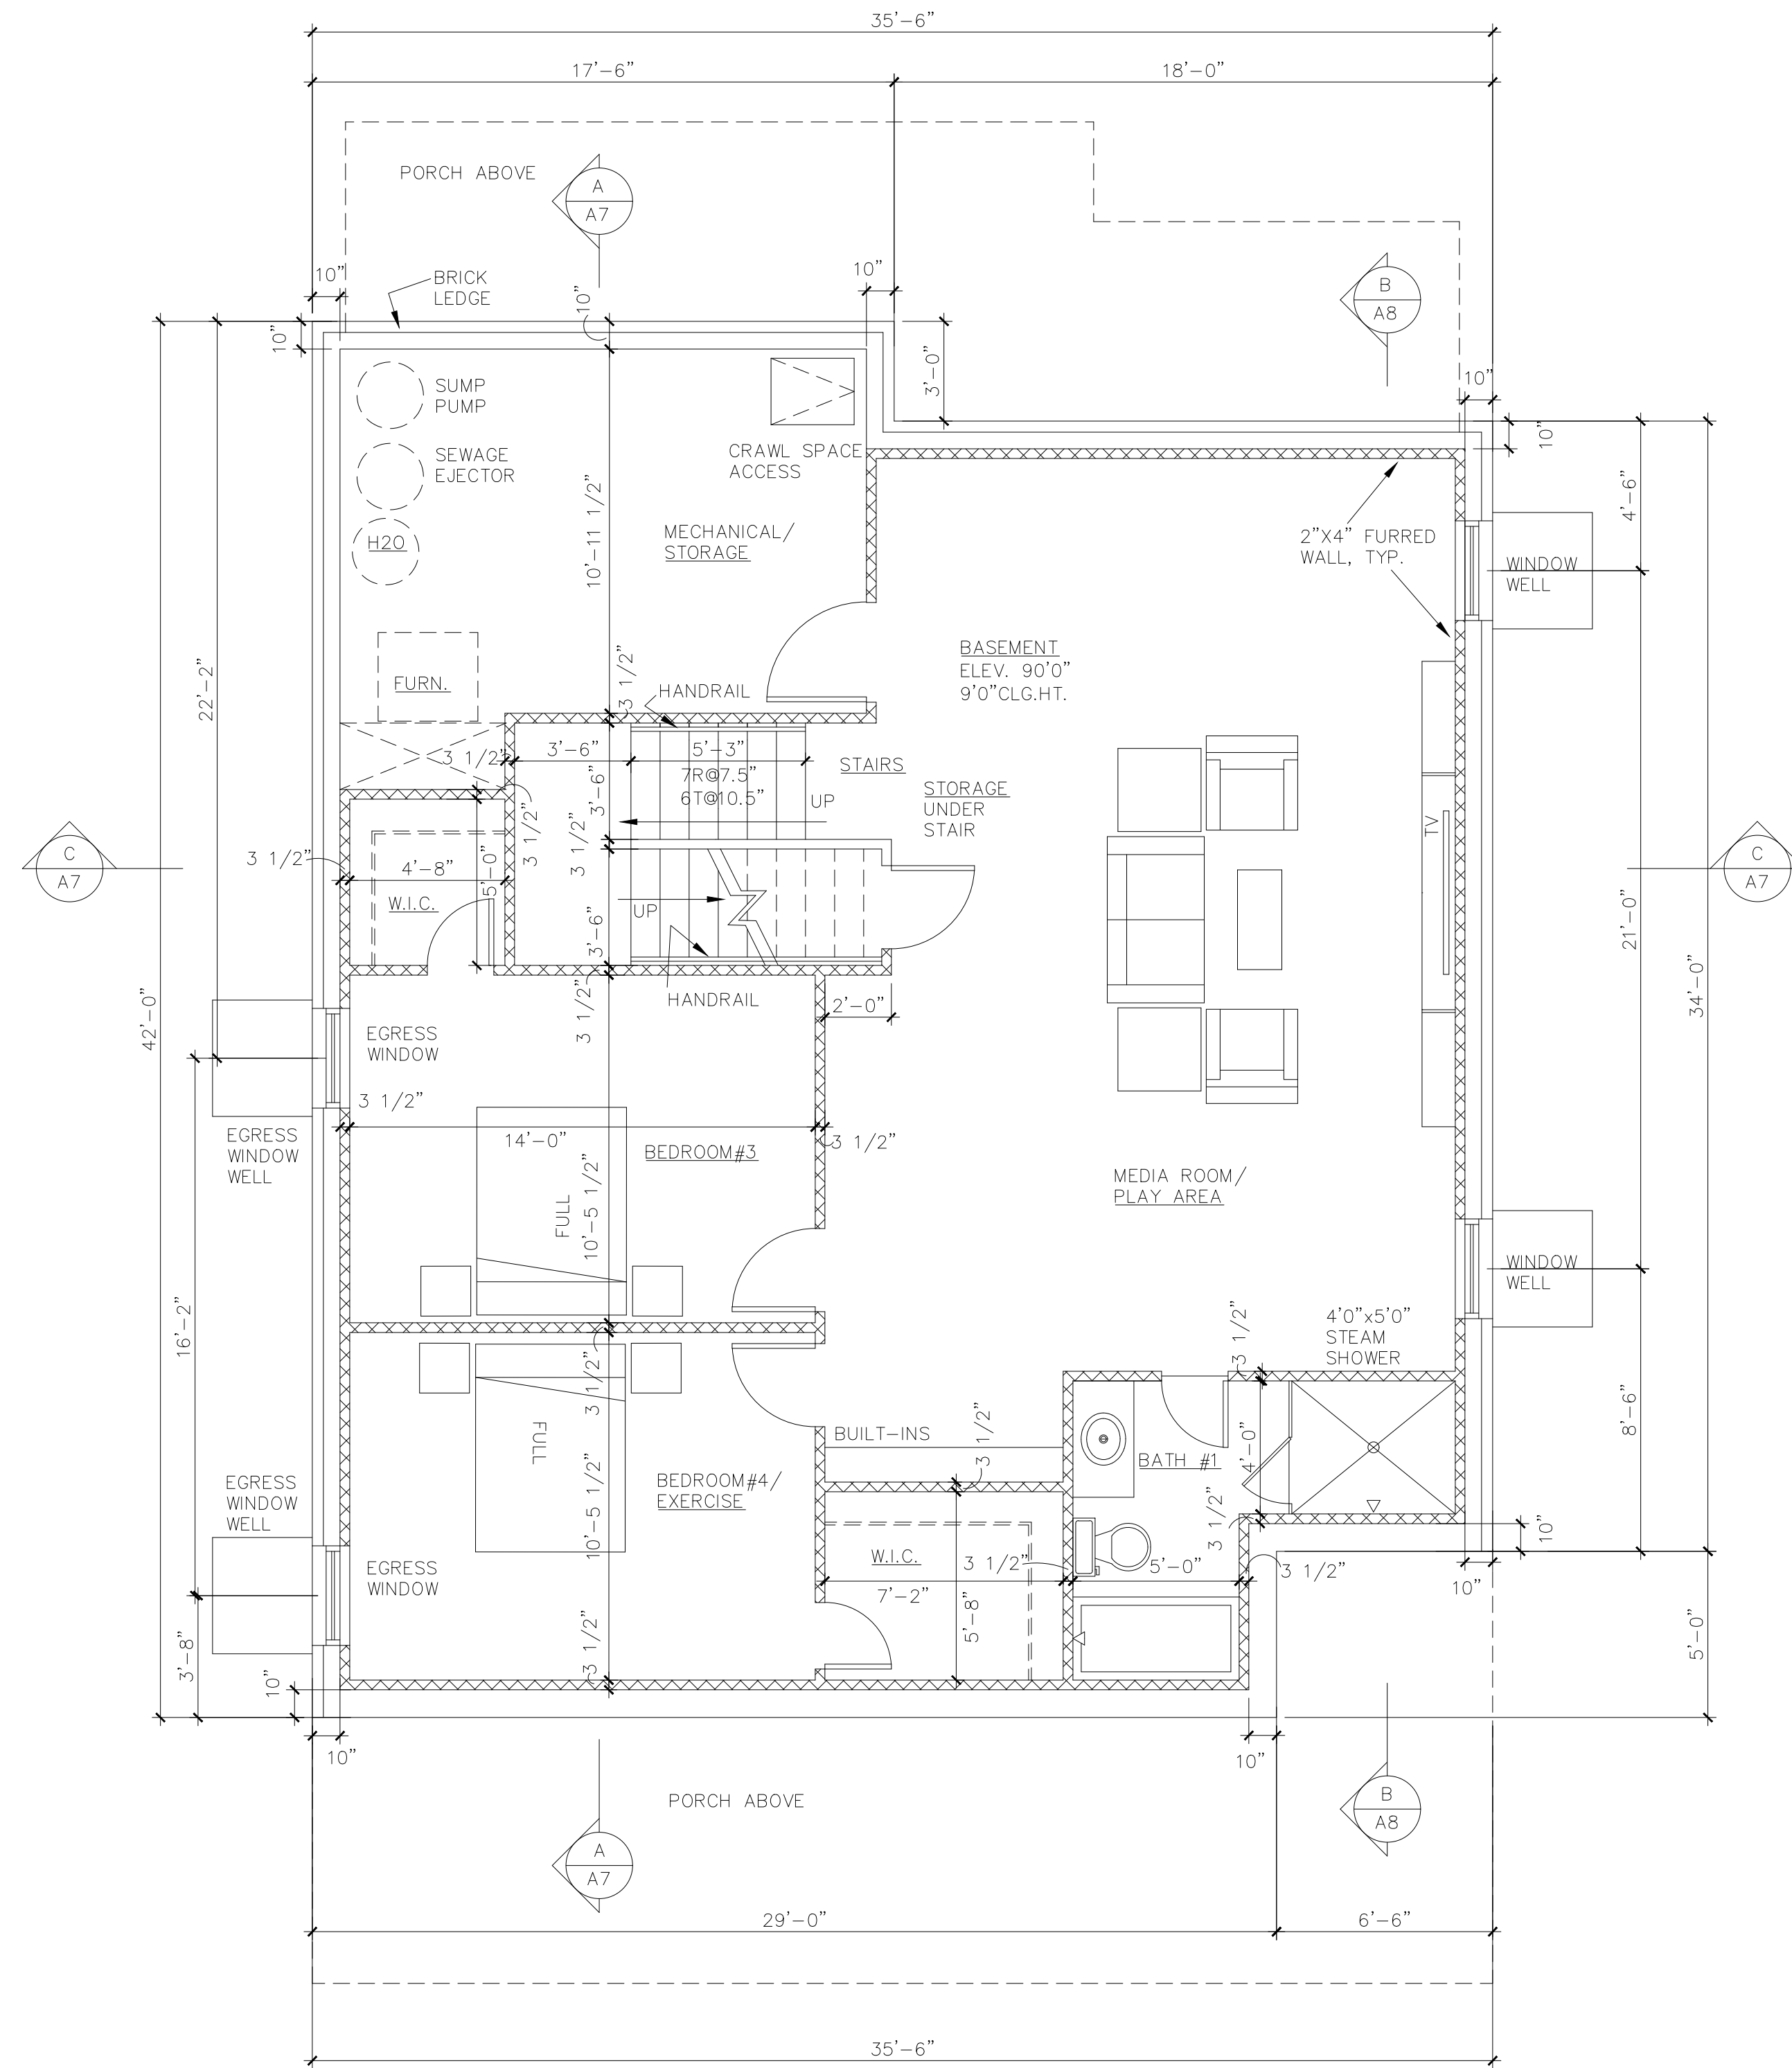 35'-6"
17'-6"
18'-0"
PORCH ABOVE
A
A7
B
A8
10"
BRICK
LEDGE
10"
10"
10"
10"
3'-0"
10"
SUMP
PUMP
SEWAGE
EJECTOR
H2O
CRAWL SPACE
ACCESS
10'-11 1/2"
MECHANICAL/
STORAGE
4'-6"
2"X4" FURRED
WALL, TYP.
WINDOW
WELL
22'-2"
FURN.
3 1/2"
HANDRAIL
BASEMENT
ELEV. 90'0"
9'0"CLG.HT.
3 1/2"
3'-6"
5'-3"
7R@7.5"
6T@10.5"
3'-6"
UP
STAIRS
STORAGE
UNDER
STAIR
C
A7
3 1/2"
4'-8"
5'-0"
3 1/2"
3 1/2"
W.I.C.
UP
3'-6"
TV
C
A7
21'-0"
42'-0"
34'-0"
3 1/2"
HANDRAIL
2'-0"
EGRESS
WINDOW
3 1/2"
14'-0"
3 1/2"
EGRESS
WINDOW
WELL
BEDROOM#3
FULL
10'-5 1/2"
MEDIA ROOM/
PLAY AREA
WINDOW
WELL
16'-2"
3 1/2"
4'0"x5'0"
STEAM
SHOWER
3 1/2"
8'-6"
FULL
BUILT-INS
3 1/2"
BATH #1
4'-0"
EGRESS
WINDOW
WELL
BEDROOM#4/
EXERCISE
10'-5 1/2"
3 1/2"
10"
EGRESS
WINDOW
W.I.C.
3 1/2"
5'-0"
3 1/2"
7'-2"
5'-8"
10"
3'-8"
10"
3 1/2"
5'-0"
10"
10"
PORCH ABOVE
A
A7
B
A8
29'-0"
6'-6"
35'-6"